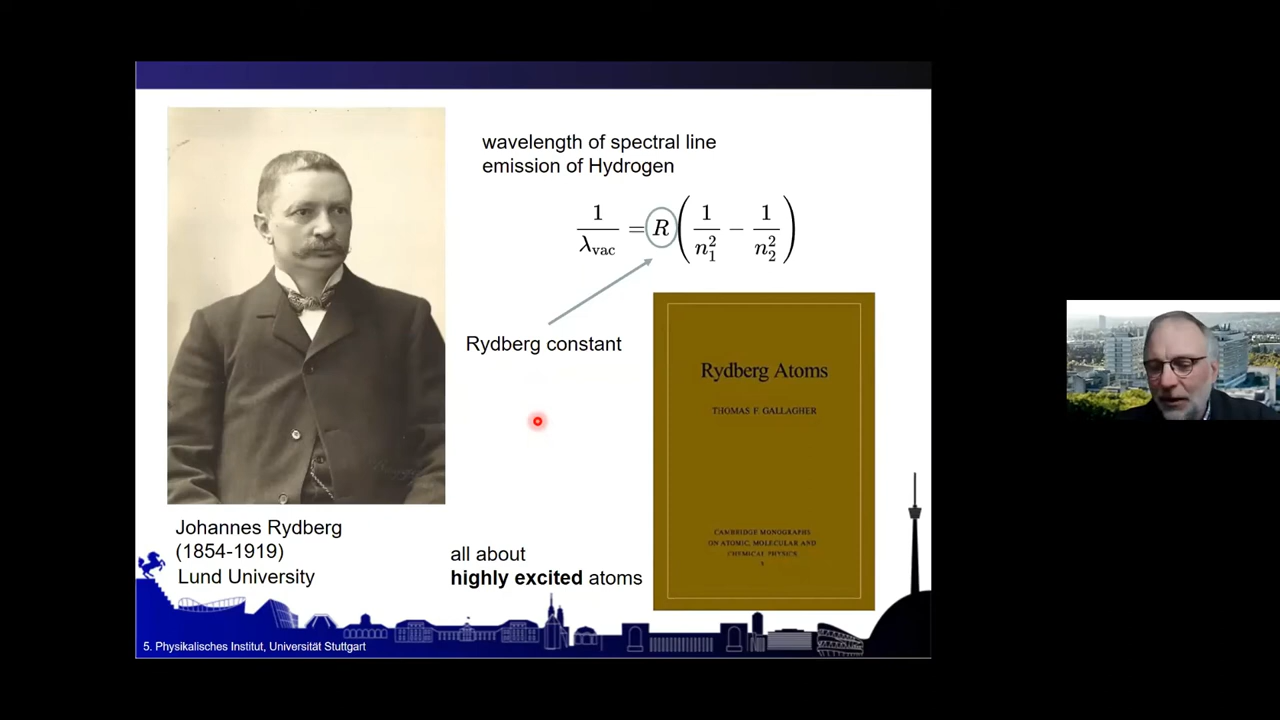 wavelength of spectral line
emission of Hydrogen
1/λvac = R(1/n₁² − 1/n₂²)
Rydberg constant
Rydberg Atoms
THOMAS F. GALLAGHER
CAMBRIDGE MONOGRAPHS
ON ATOMIC, MOLECULAR AND
CHEMICAL PHYSICS
Johannes Rydberg
(1854-1919)
Lund University
all about
highly excited atoms
5. Physikalisches Institut, Universität Stuttgart